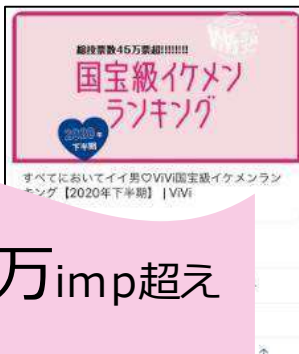 総投票数45万票超!!!!!!!!
国宝級イケメン
ランキング
2020年
下半期
すべてにおいてイイ男♡ViVi国宝級イケメンラン
キング【2020年下半期】 | ViVi
万imp超え